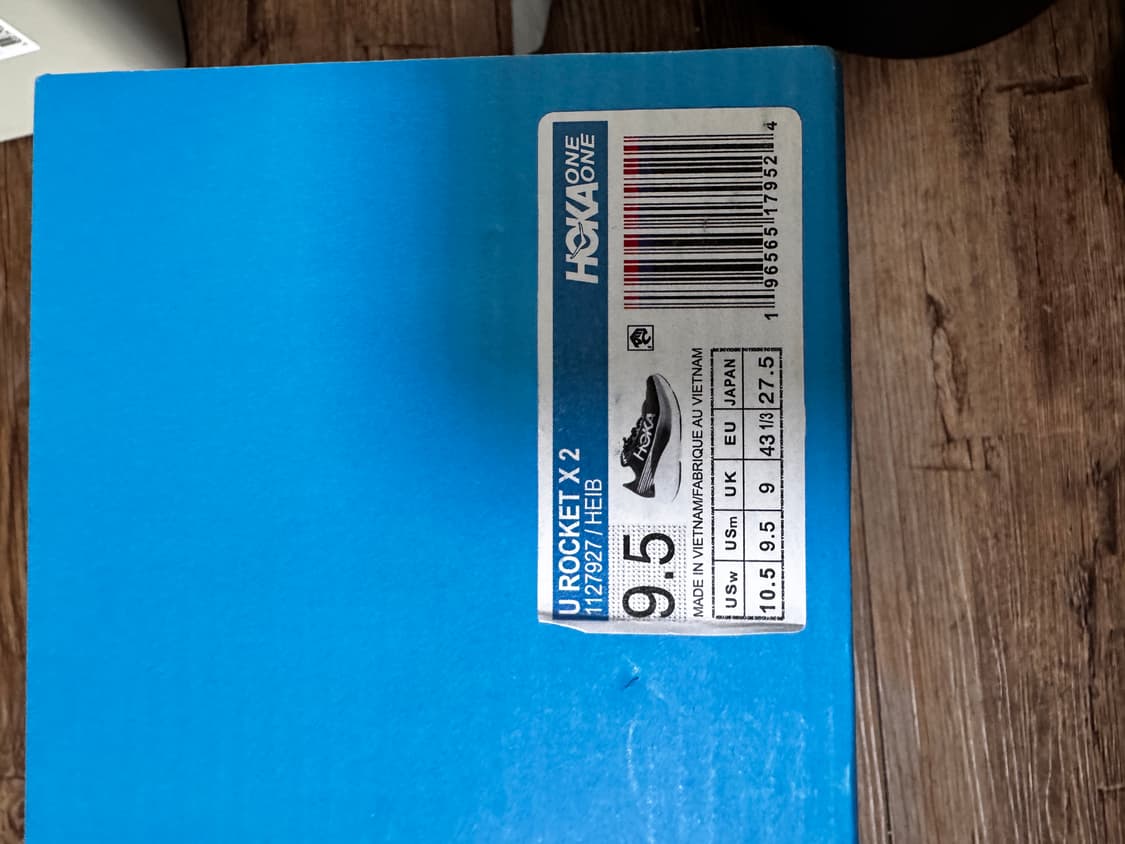 U ROCKET X 2
1127927 / HEIB
HOKA ONE ONE
9.5
HOKA
MADE IN VIETNAM/FABRIQUE AU VIETNAM
USw USm UK EU JAPAN
10.5 9.5 9 43 1/3 27.5
1 96565 17952 4